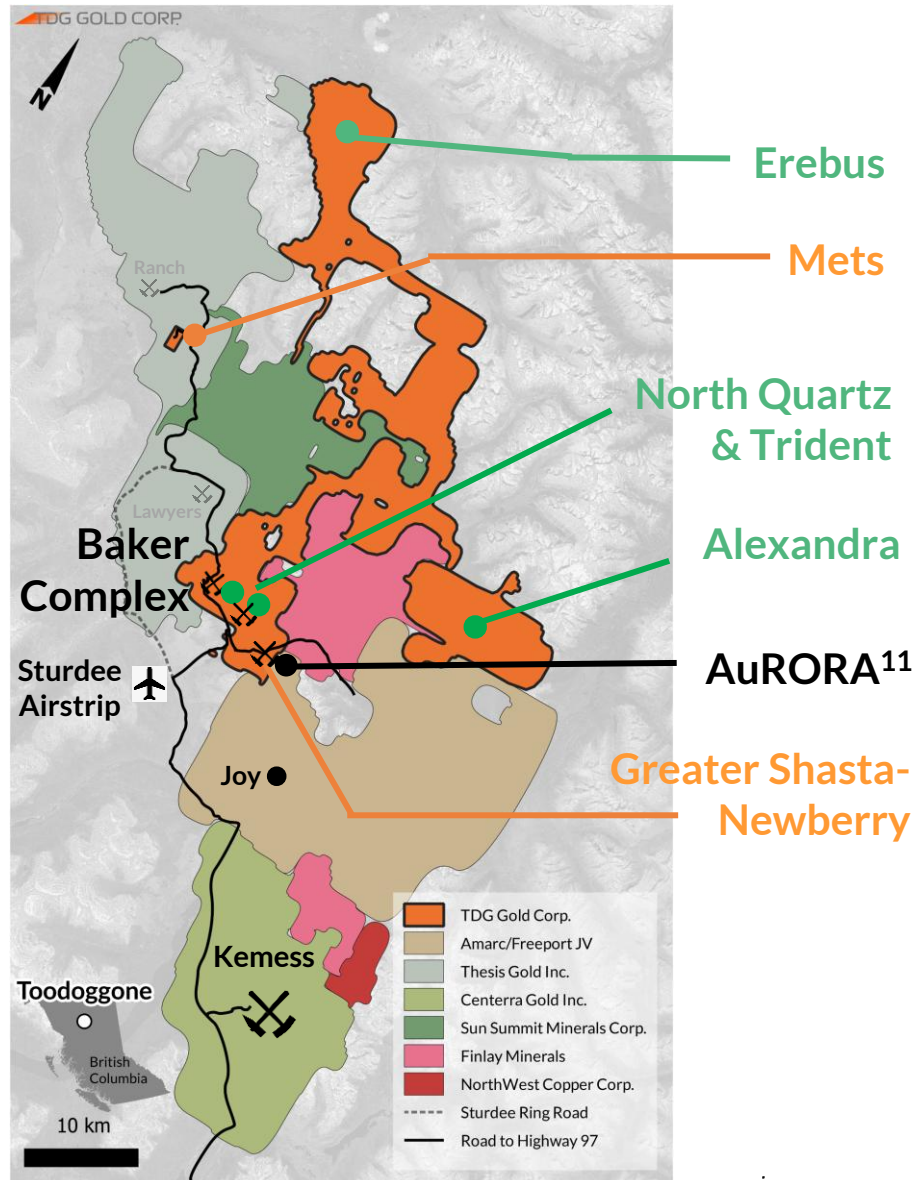 TDG GOLD CORP.
N
Erebus
Ranch
Mets
North Quartz
& Trident
Lawyers
Baker
Complex
Alexandra
Sturdee
Airstrip
AuRORA¹¹
Joy
Greater Shasta-
Newberry
Kemess
Toodoggone
British
Columbia
10 km
TDG Gold Corp.
Amarc/Freeport JV
Thesis Gold Inc.
Centerra Gold Inc.
Sun Summit Minerals Corp.
Finlay Minerals
NorthWest Copper Corp.
Sturdee Ring Road
Road to Highway 97